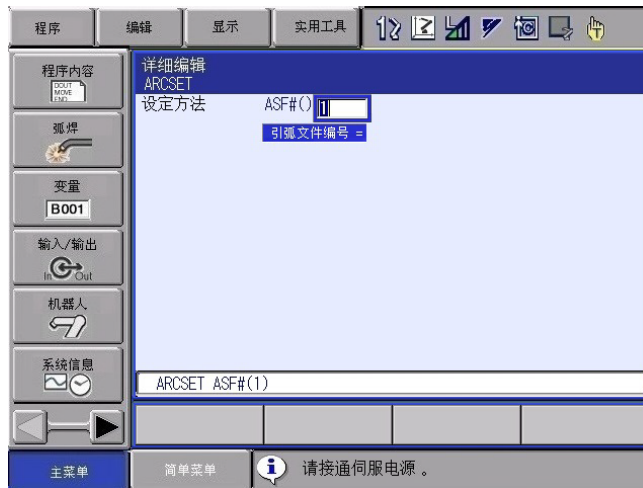 程序
编辑
显示
实用工具
程序内容
DOUT
MOVE
END
弧焊
变量
B001
输入/输出
In Out
机器人
系统信息
详细编辑
ARCSET
设定方法 ASF#() 1
引弧文件编号 =
ARCSET ASF#(1)
主菜单
简单菜单
请接通伺服电源。